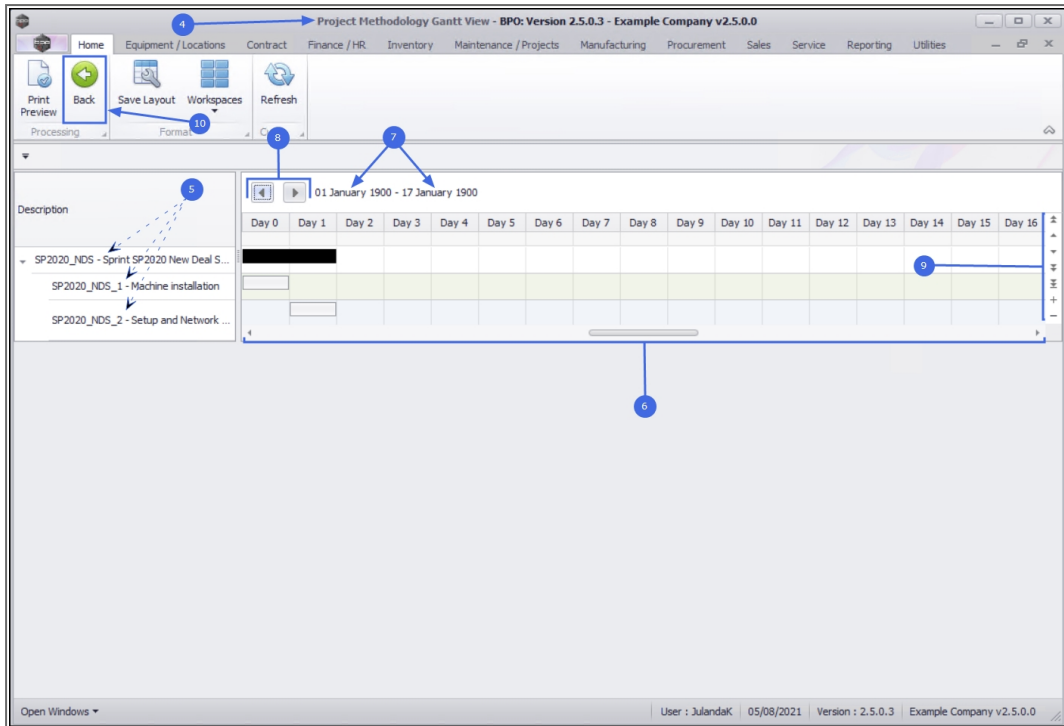 4
Project Methodology Gantt View - BPO: Version 2.5.0.3 - Example Company v2.5.0.0
Home Equipment / Locations Contract Finance / HR Inventory Maintenance / Projects Manufacturing Procurement Sales Service Reporting Utilities
Print Preview Back Save Layout Workspaces Refresh
10
Processing Format
8 7
5
01 January 1900 - 17 January 1900
Description
Day 0 Day 1 Day 2 Day 3 Day 4 Day 5 Day 6 Day 7 Day 8 Day 9 Day 10 Day 11 Day 12 Day 13 Day 14 Day 15 Day 16
SP2020_NDS - Sprint SP2020 New Deal S...
9
SP2020_NDS_1 - Machine installation
SP2020_NDS_2 - Setup and Network ...
6
Open Windows User : JulandaK 05/08/2021 Version : 2.5.0.3 Example Company v2.5.0.0